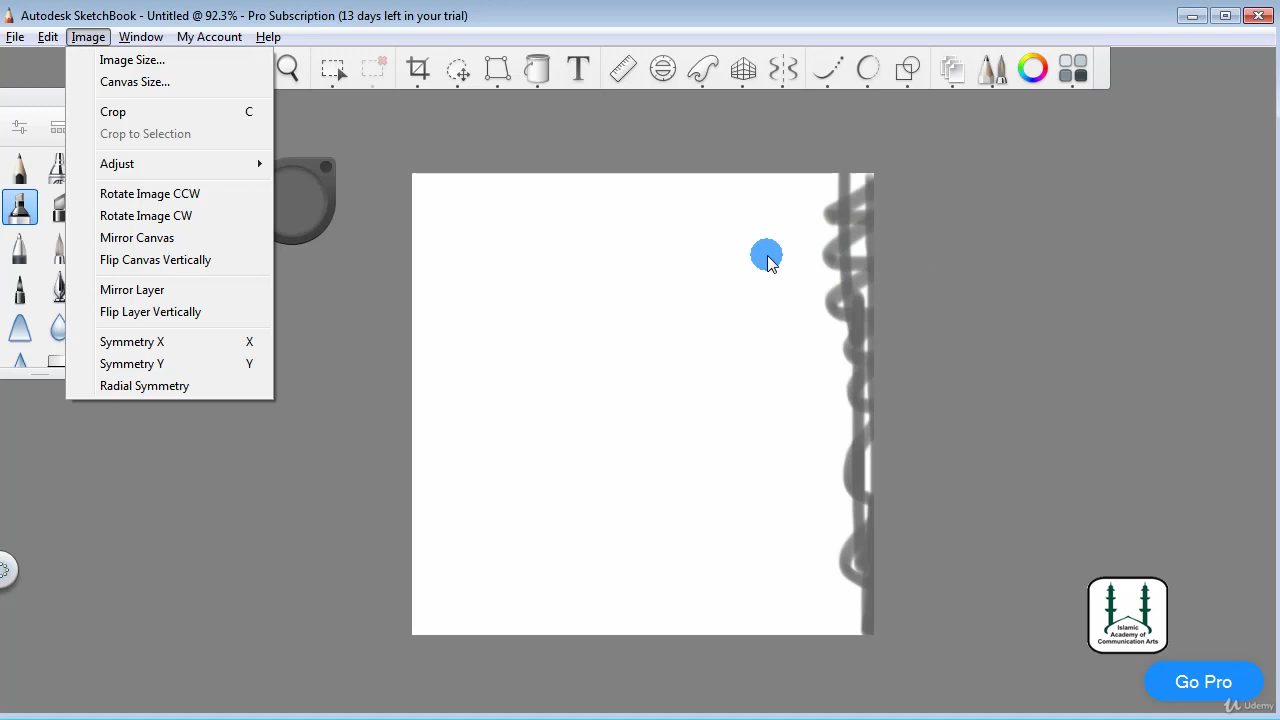 Autodesk SketchBook - Untitled @ 92.3% - Pro Subscription (13 days left in your trial)
File Edit Image Window My Account Help
Image Size...
Canvas Size...
Crop C
Crop to Selection
Adjust
Rotate Image CCW
Rotate Image CW
Mirror Canvas
Flip Canvas Vertically
Mirror Layer
Flip Layer Vertically
Symmetry X X
Symmetry Y Y
Radial Symmetry
T
Islamic
Academy of
Communication Arts
Go Pro
Udemy